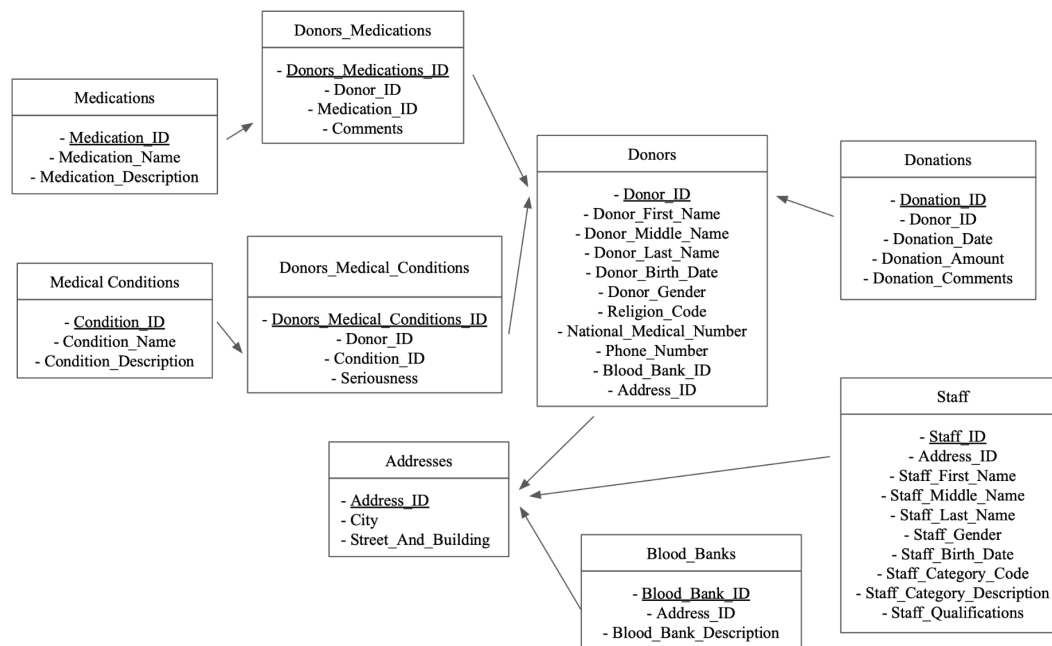 Donors_Medications
- Donors_Medications_ID
- Donor_ID
- Medication_ID
- Comments
Medications
- Medication_ID
- Medication_Name
- Medication_Description
Donors
- Donor_ID
- Donor_First_Name
- Donor_Middle_Name
- Donor_Last_Name
- Donor_Birth_Date
- Donor_Gender
- Religion_Code
- National_Medical_Number
- Phone_Number
- Blood_Bank_ID
- Address_ID
Donations
- Donation_ID
- Donor_ID
- Donation_Date
- Donation_Amount
- Donation_Comments
Donors_Medical_Conditions
- Donors_Medical_Conditions_ID
- Donor_ID
- Condition_ID
- Seriousness
Medical Conditions
- Condition_ID
- Condition_Name
- Condition_Description
Staff
- Staff_ID
- Address_ID
- Staff_First_Name
- Staff_Middle_Name
- Staff_Last_Name
- Staff_Gender
- Staff_Birth_Date
- Staff_Category_Code
- Staff_Category_Description
- Staff_Qualifications
Addresses
- Address_ID
- City
- Street_And_Building
Blood_Banks
- Blood_Bank_ID
- Address_ID
- Blood_Bank_Description